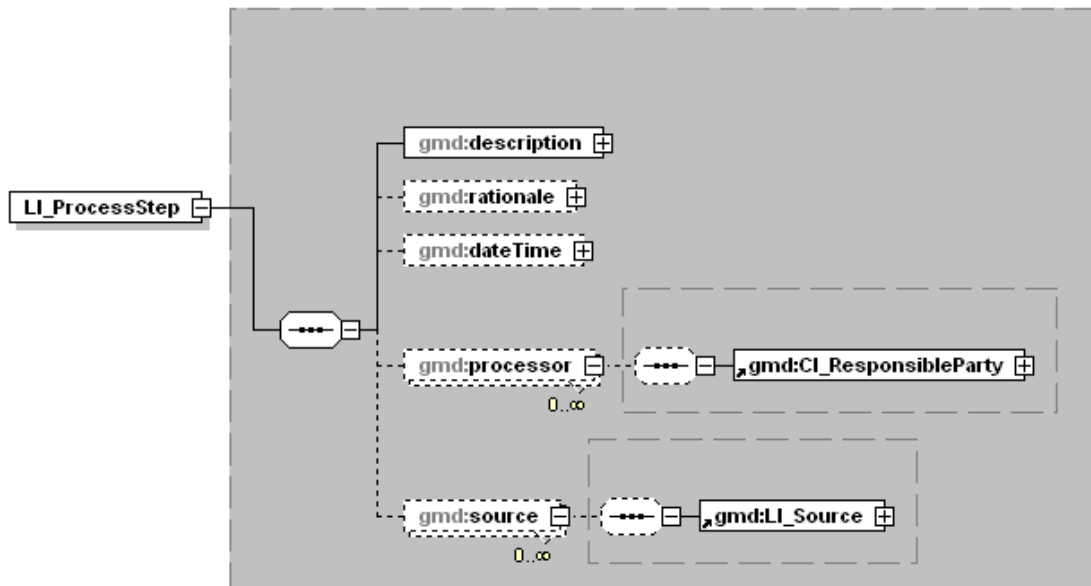 gmd:description
gmd:rationale
LI_ProcessStep
gmd:dateTime
gmd:processor
gmd:CI_ResponsibleParty
0..∞
gmd:source
gmd:LI_Source
0..∞